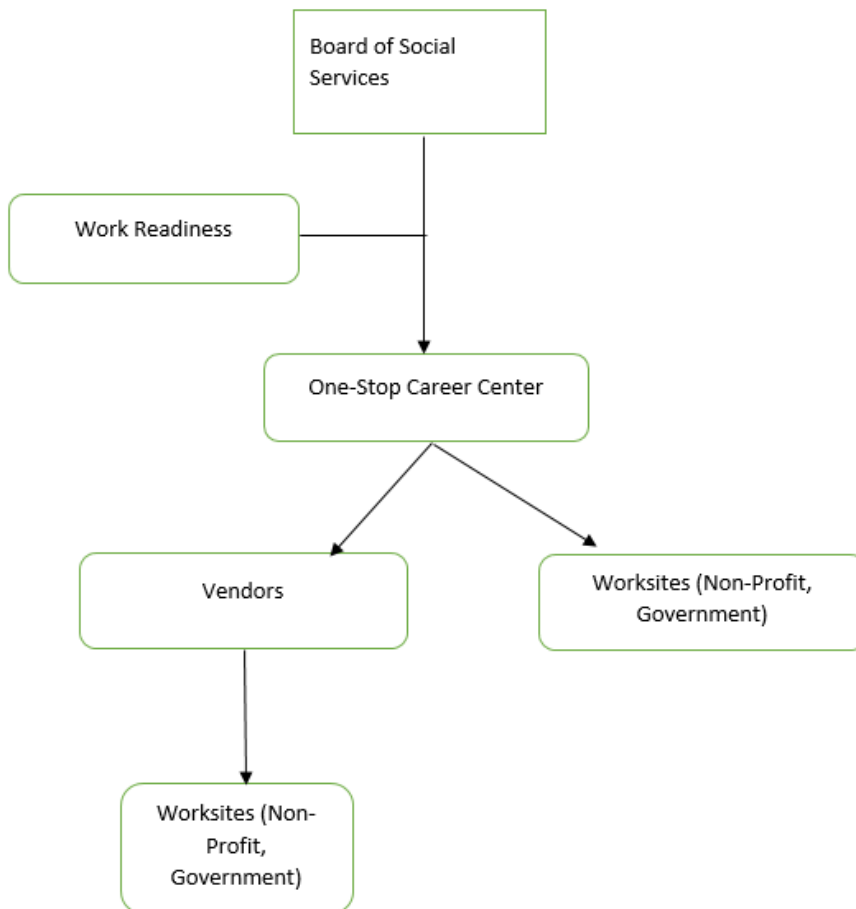 Board of Social
Services
Work Readiness
One-Stop Career Center
Vendors
Worksites (Non-Profit,
Government)
Worksites (Non-
Profit,
Government)